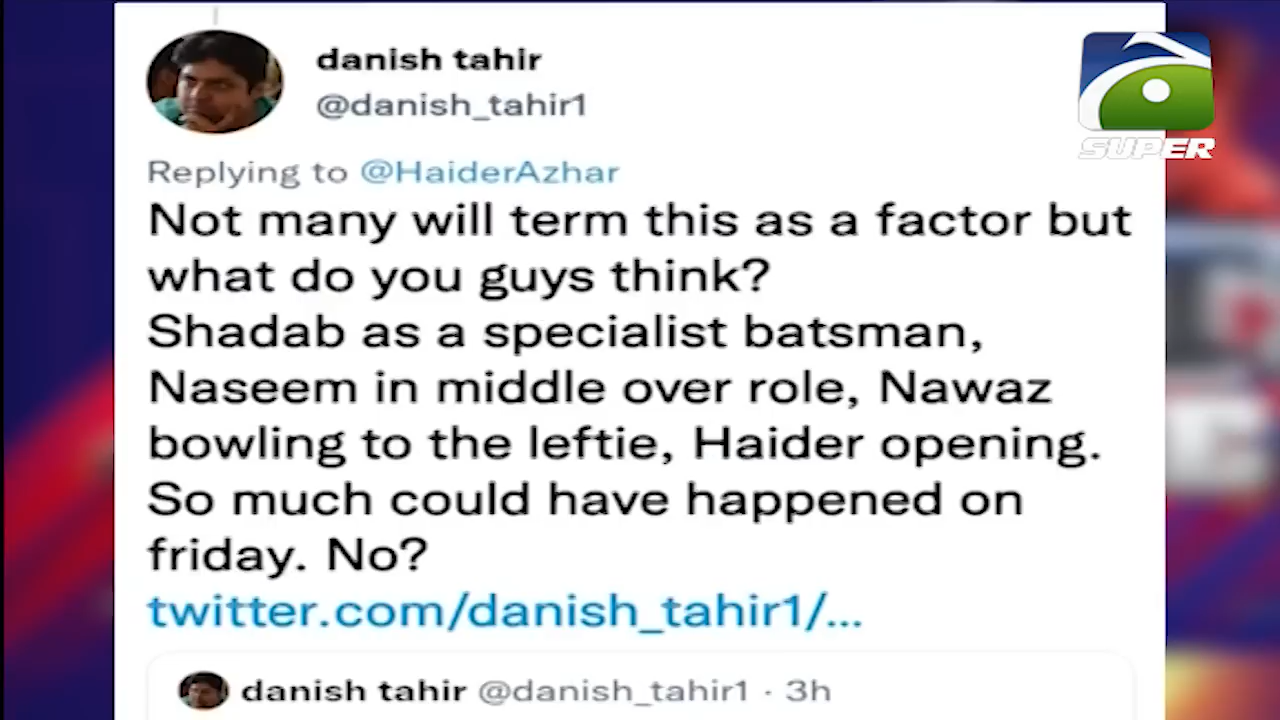 danish tahir
@danish_tahir1
Replying to @HaiderAzhar
Not many will term this as a factor but
what do you guys think?
Shadab as a specialist batsman,
Naseem in middle over role, Nawaz
bowling to the leftie, Haider opening.
So much could have happened on
friday. No?
twitter.com/danish_tahir1/...
danish tahir @danish_tahir1 · 3h
SUPER